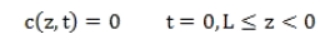 c(z, t) = 0 t = 0, L ≤ z < 0